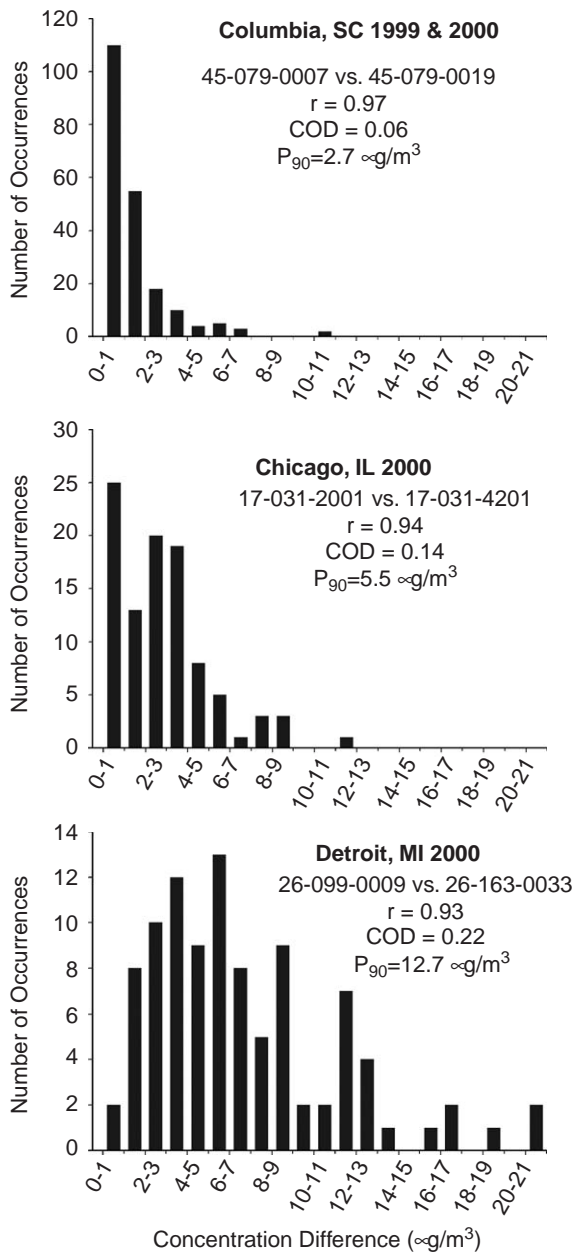 Columbia, SC 1999 & 2000
45-079-0007 vs. 45-079-0019
r = 0.97
COD = 0.06
P90=2.7 ∝g/m3
Number of Occurrences
120
100
80
60
40
20
0
0-1
2-3
4-5
6-7
8-9
10-11
12-13
14-15
16-17
18-19
20-21
Chicago, IL 2000
17-031-2001 vs. 17-031-4201
r = 0.94
COD = 0.14
P90=5.5 ∝g/m3
Number of Occurrences
30
25
20
15
10
5
0
0-1
2-3
4-5
6-7
8-9
10-11
12-13
14-15
16-17
18-19
20-21
Detroit, MI 2000
26-099-0009 vs. 26-163-0033
r = 0.93
COD = 0.22
P90=12.7 ∝g/m3
Number of Occurrences
14
12
10
8
6
4
2
0
0-1
2-3
4-5
6-7
8-9
10-11
12-13
14-15
16-17
18-19
20-21
Concentration Difference (∝g/m3)